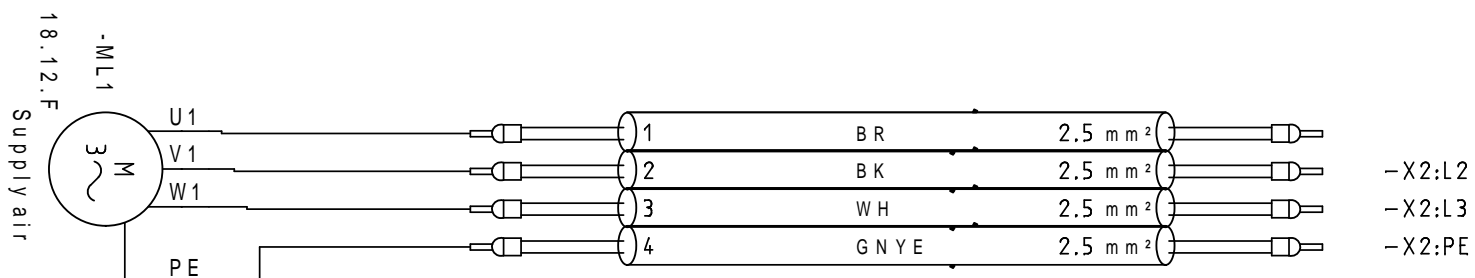 -ML1
18.12.F
Supply air
M
3~
U1
V1
W1
PE
1 BR 2.5 mm²
2 BK 2.5 mm² -X2:L2
3 WH 2.5 mm² -X2:L3
4 GNYE 2.5 mm² -X2:PE